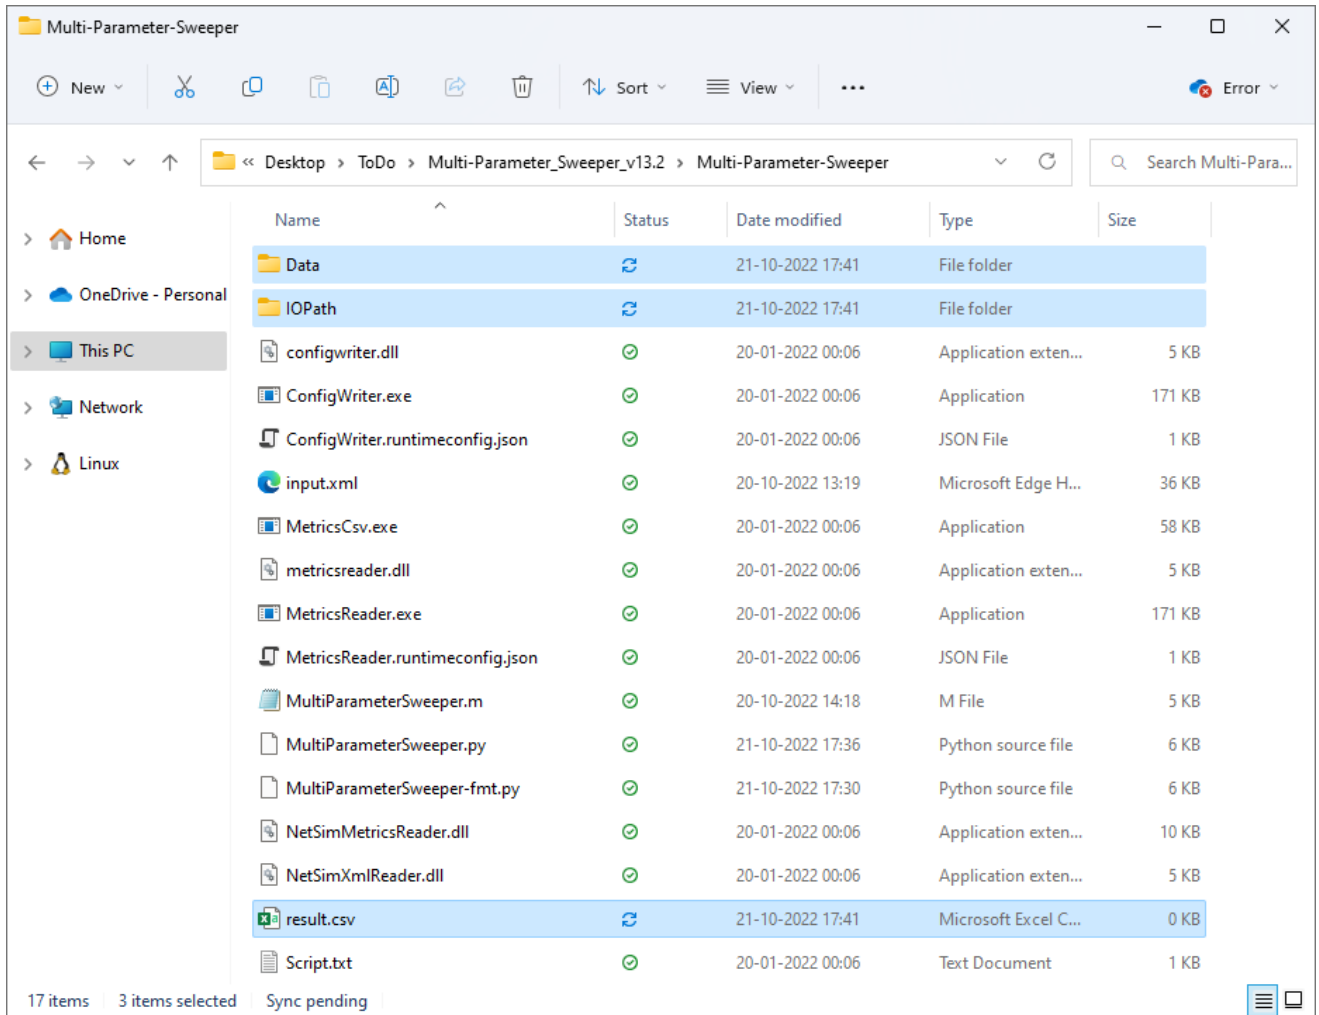 Multi-Parameter-Sweeper
New Sort View ... Error
« Desktop > ToDo > Multi-Parameter_Sweeper_v13.2 > Multi-Parameter-Sweeper Search Multi-Para...
Name Status Date modified Type Size
Home
OneDrive - Personal
This PC
Network
Linux
Data 21-10-2022 17:41 File folder
IOPath 21-10-2022 17:41 File folder
configwriter.dll 20-01-2022 00:06 Application exten... 5 KB
ConfigWriter.exe 20-01-2022 00:06 Application 171 KB
ConfigWriter.runtimeconfig.json 20-01-2022 00:06 JSON File 1 KB
input.xml 20-10-2022 13:19 Microsoft Edge H... 36 KB
MetricsCsv.exe 20-01-2022 00:06 Application 58 KB
metricsreader.dll 20-01-2022 00:06 Application exten... 5 KB
MetricsReader.exe 20-01-2022 00:06 Application 171 KB
MetricsReader.runtimeconfig.json 20-01-2022 00:06 JSON File 1 KB
MultiParameterSweeper.m 20-10-2022 14:18 M File 5 KB
MultiParameterSweeper.py 21-10-2022 17:36 Python source file 6 KB
MultiParameterSweeper-fmt.py 21-10-2022 17:30 Python source file 6 KB
NetSimMetricsReader.dll 20-01-2022 00:06 Application exten... 10 KB
NetSimXmlReader.dll 20-01-2022 00:06 Application exten... 5 KB
result.csv 21-10-2022 17:41 Microsoft Excel C... 0 KB
Script.txt 20-01-2022 00:06 Text Document 1 KB
17 items 3 items selected Sync pending